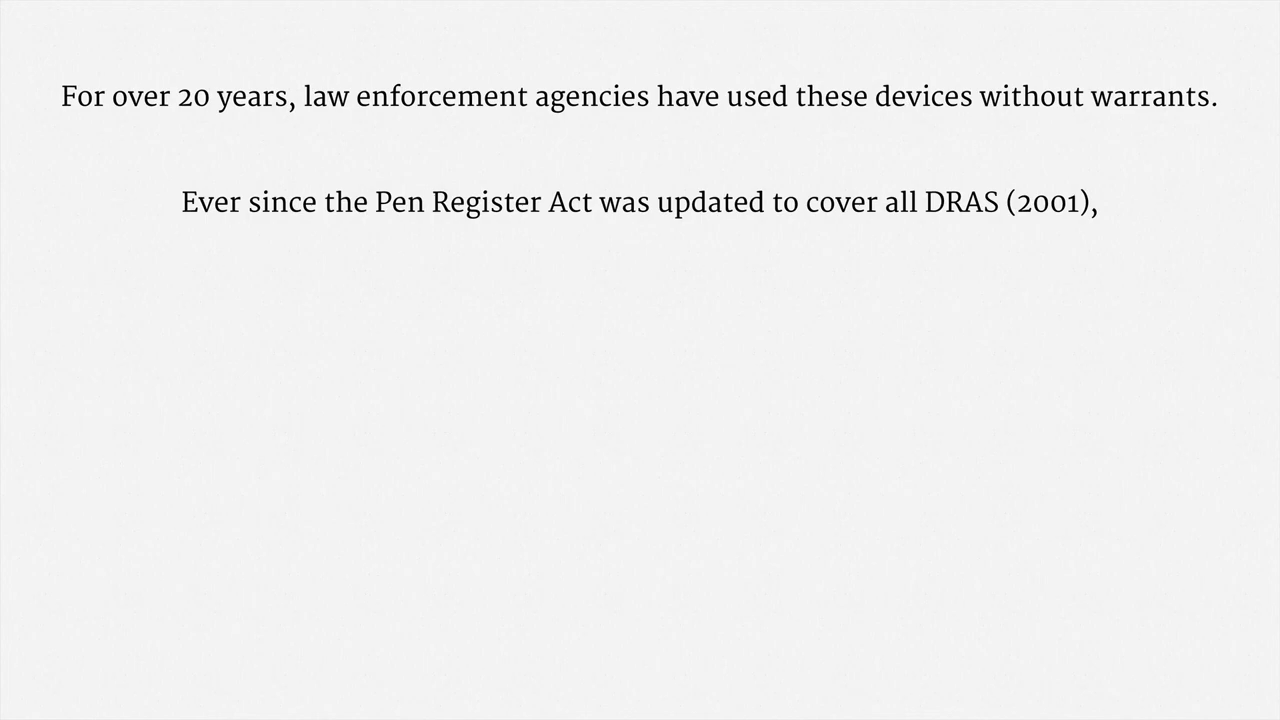 For over 20 years, law enforcement agencies have used these devices without warrants.
Ever since the Pen Register Act was updated to cover all DRAS (2001),